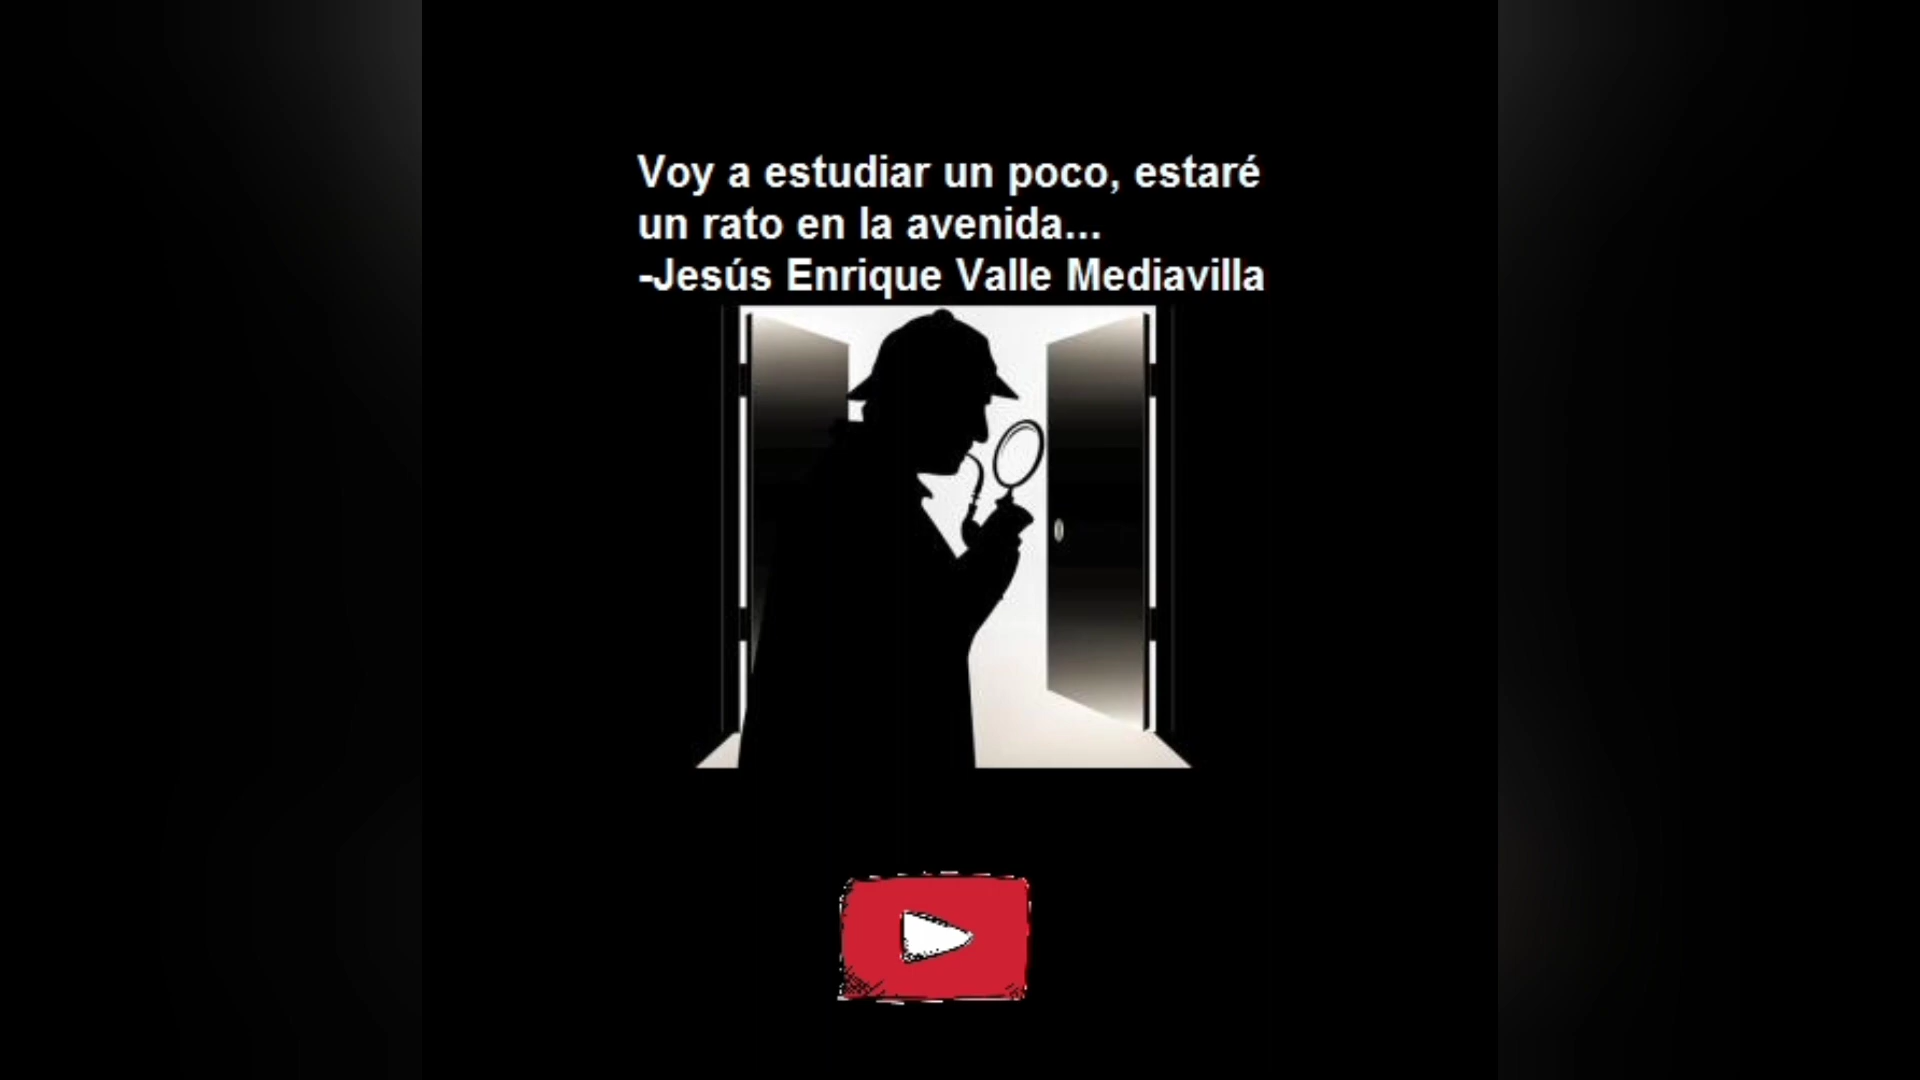 Voy a estudiar un poco, estaré
un rato en la avenida...
-Jesús Enrique Valle Mediavilla